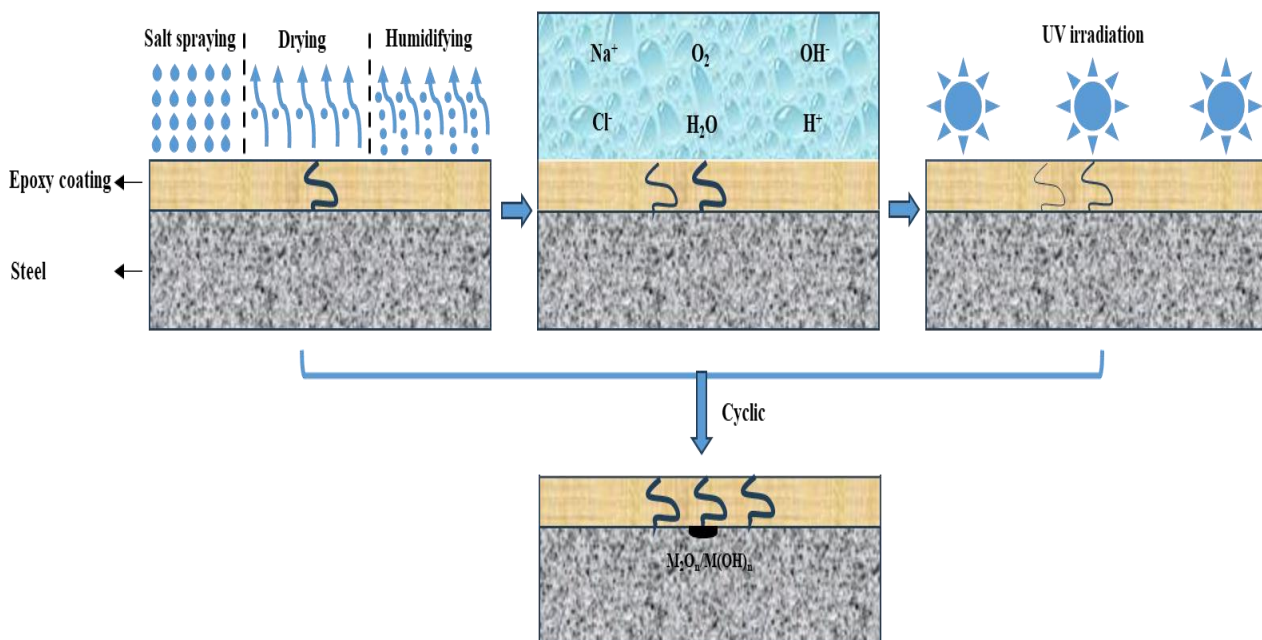 Salt spraying
Drying
Humidifying
Na⁺
O₂
OH⁻
UV irradiation
Cl⁻
H₂O
H⁺
Epoxy coating
Steel
Cyclic
M₂Oₙ/M(OH)ₙ